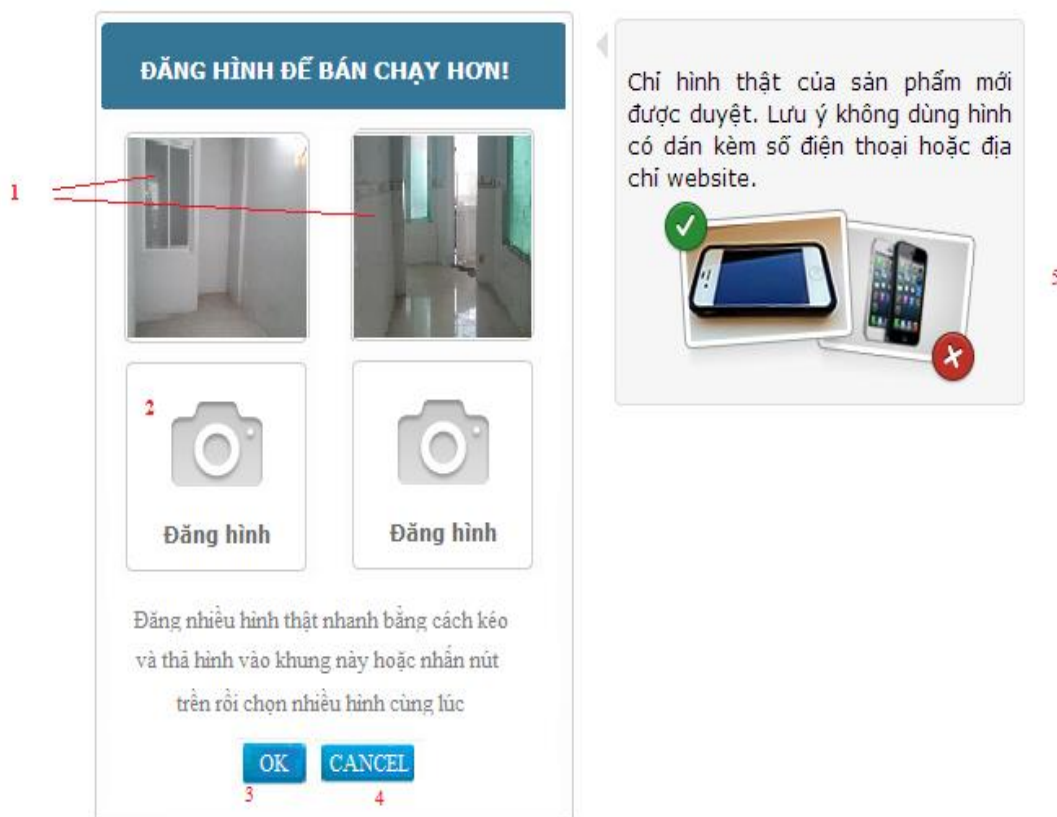 ĐĂNG HÌNH ĐỂ BÁN CHẠY HƠN!
1
2
Đăng hình
Đăng hình
Đăng nhiều hình thật nhanh bằng cách kéo
và thả hình vào khung này hoặc nhấn nút
trền rồi chọn nhiều hình cùng lúc
OK
CANCEL
3
4
Chỉ hình thật của sản phẩm mới
được duyệt. Lưu ý không dùng hình
có dán kèm số điện thoại hoặc địa
chỉ website.
5